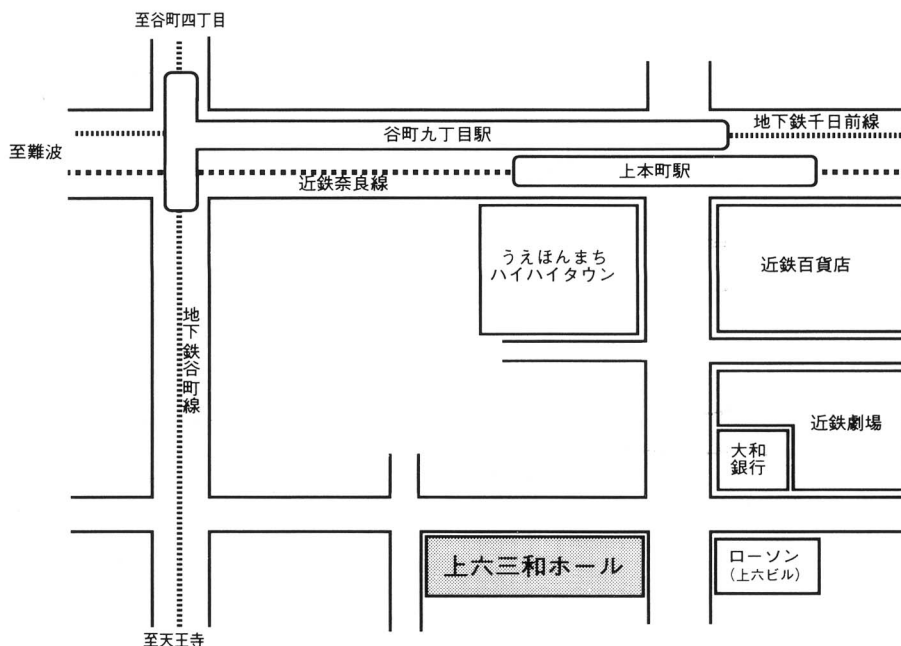 至谷町四丁目
地下鉄千日前線
谷町九丁目駅
至難波
上本町駅
近鉄奈良線
うえほんまち
ハイハイタウン
近鉄百貨店
地下鉄谷町線
近鉄劇場
大和
銀行
上六三和ホール
ローソン
(上六ビル)
至天王寺